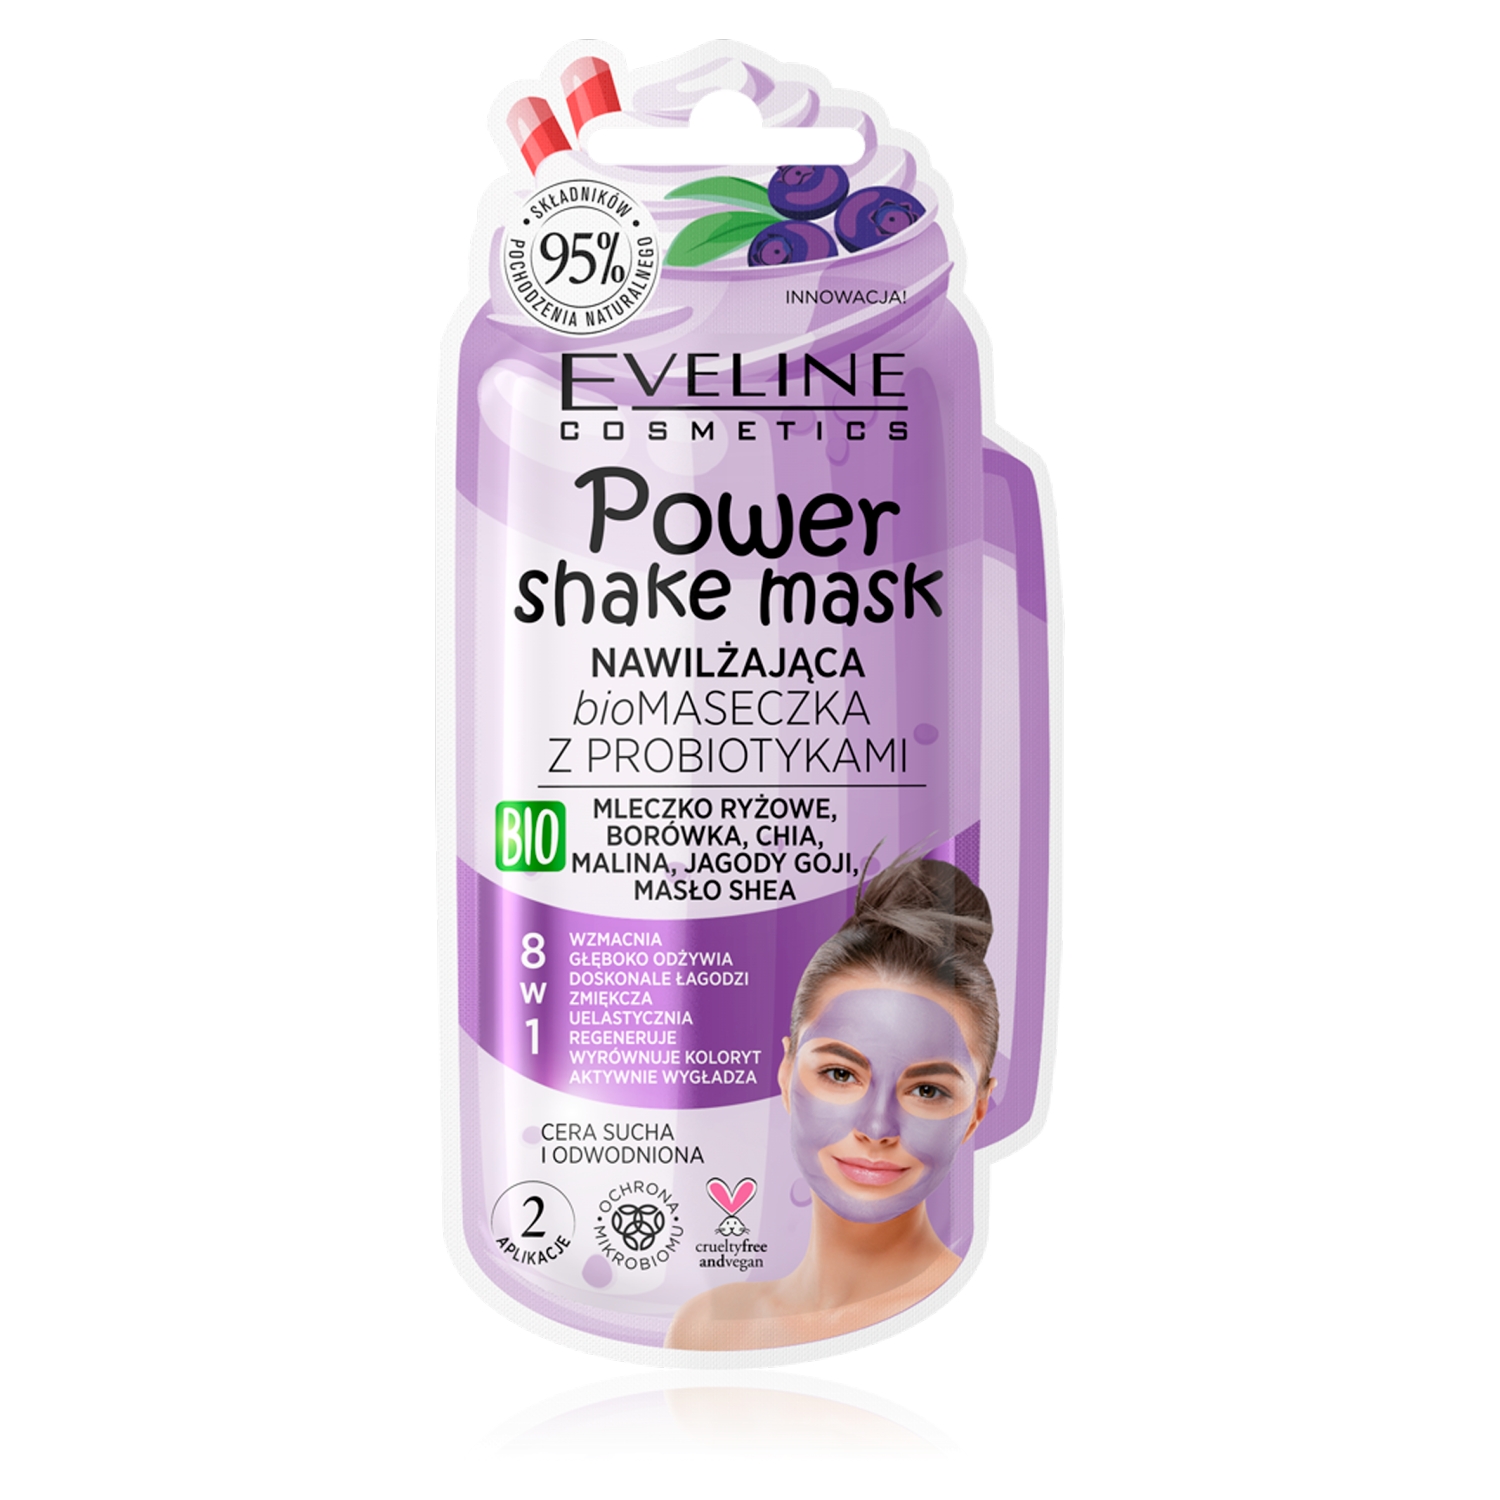 SKŁADNIKÓW
95%
POCHODZENIA NATURALNEGO
INNOWACJA!
EVELINE
COSMETICS
Power
shake mask
NAWILŻAJĄCA
bioMASECZKA
Z PROBIOTYKAMI
BIO
MLECZKO RYŻOWE,
BORÓWKA, CHIA,
MALINA, JAGODY GOJI,
MASŁO SHEA
8
W
1
WZMACNIA
GŁĘBOKO ODŻYWIA
DOSKONALE ŁAGODZI
ZMIĘKCZA
UELASTYCZNIA
REGENERUJE
WYRÓWNUJE KOLORYT
AKTYWNIE WYGŁADZA
CERA SUCHA
I ODWODNIONA
2
APLIKACJE
OCHRONA
MIKROBIOMU
crueltyfree
andvegan